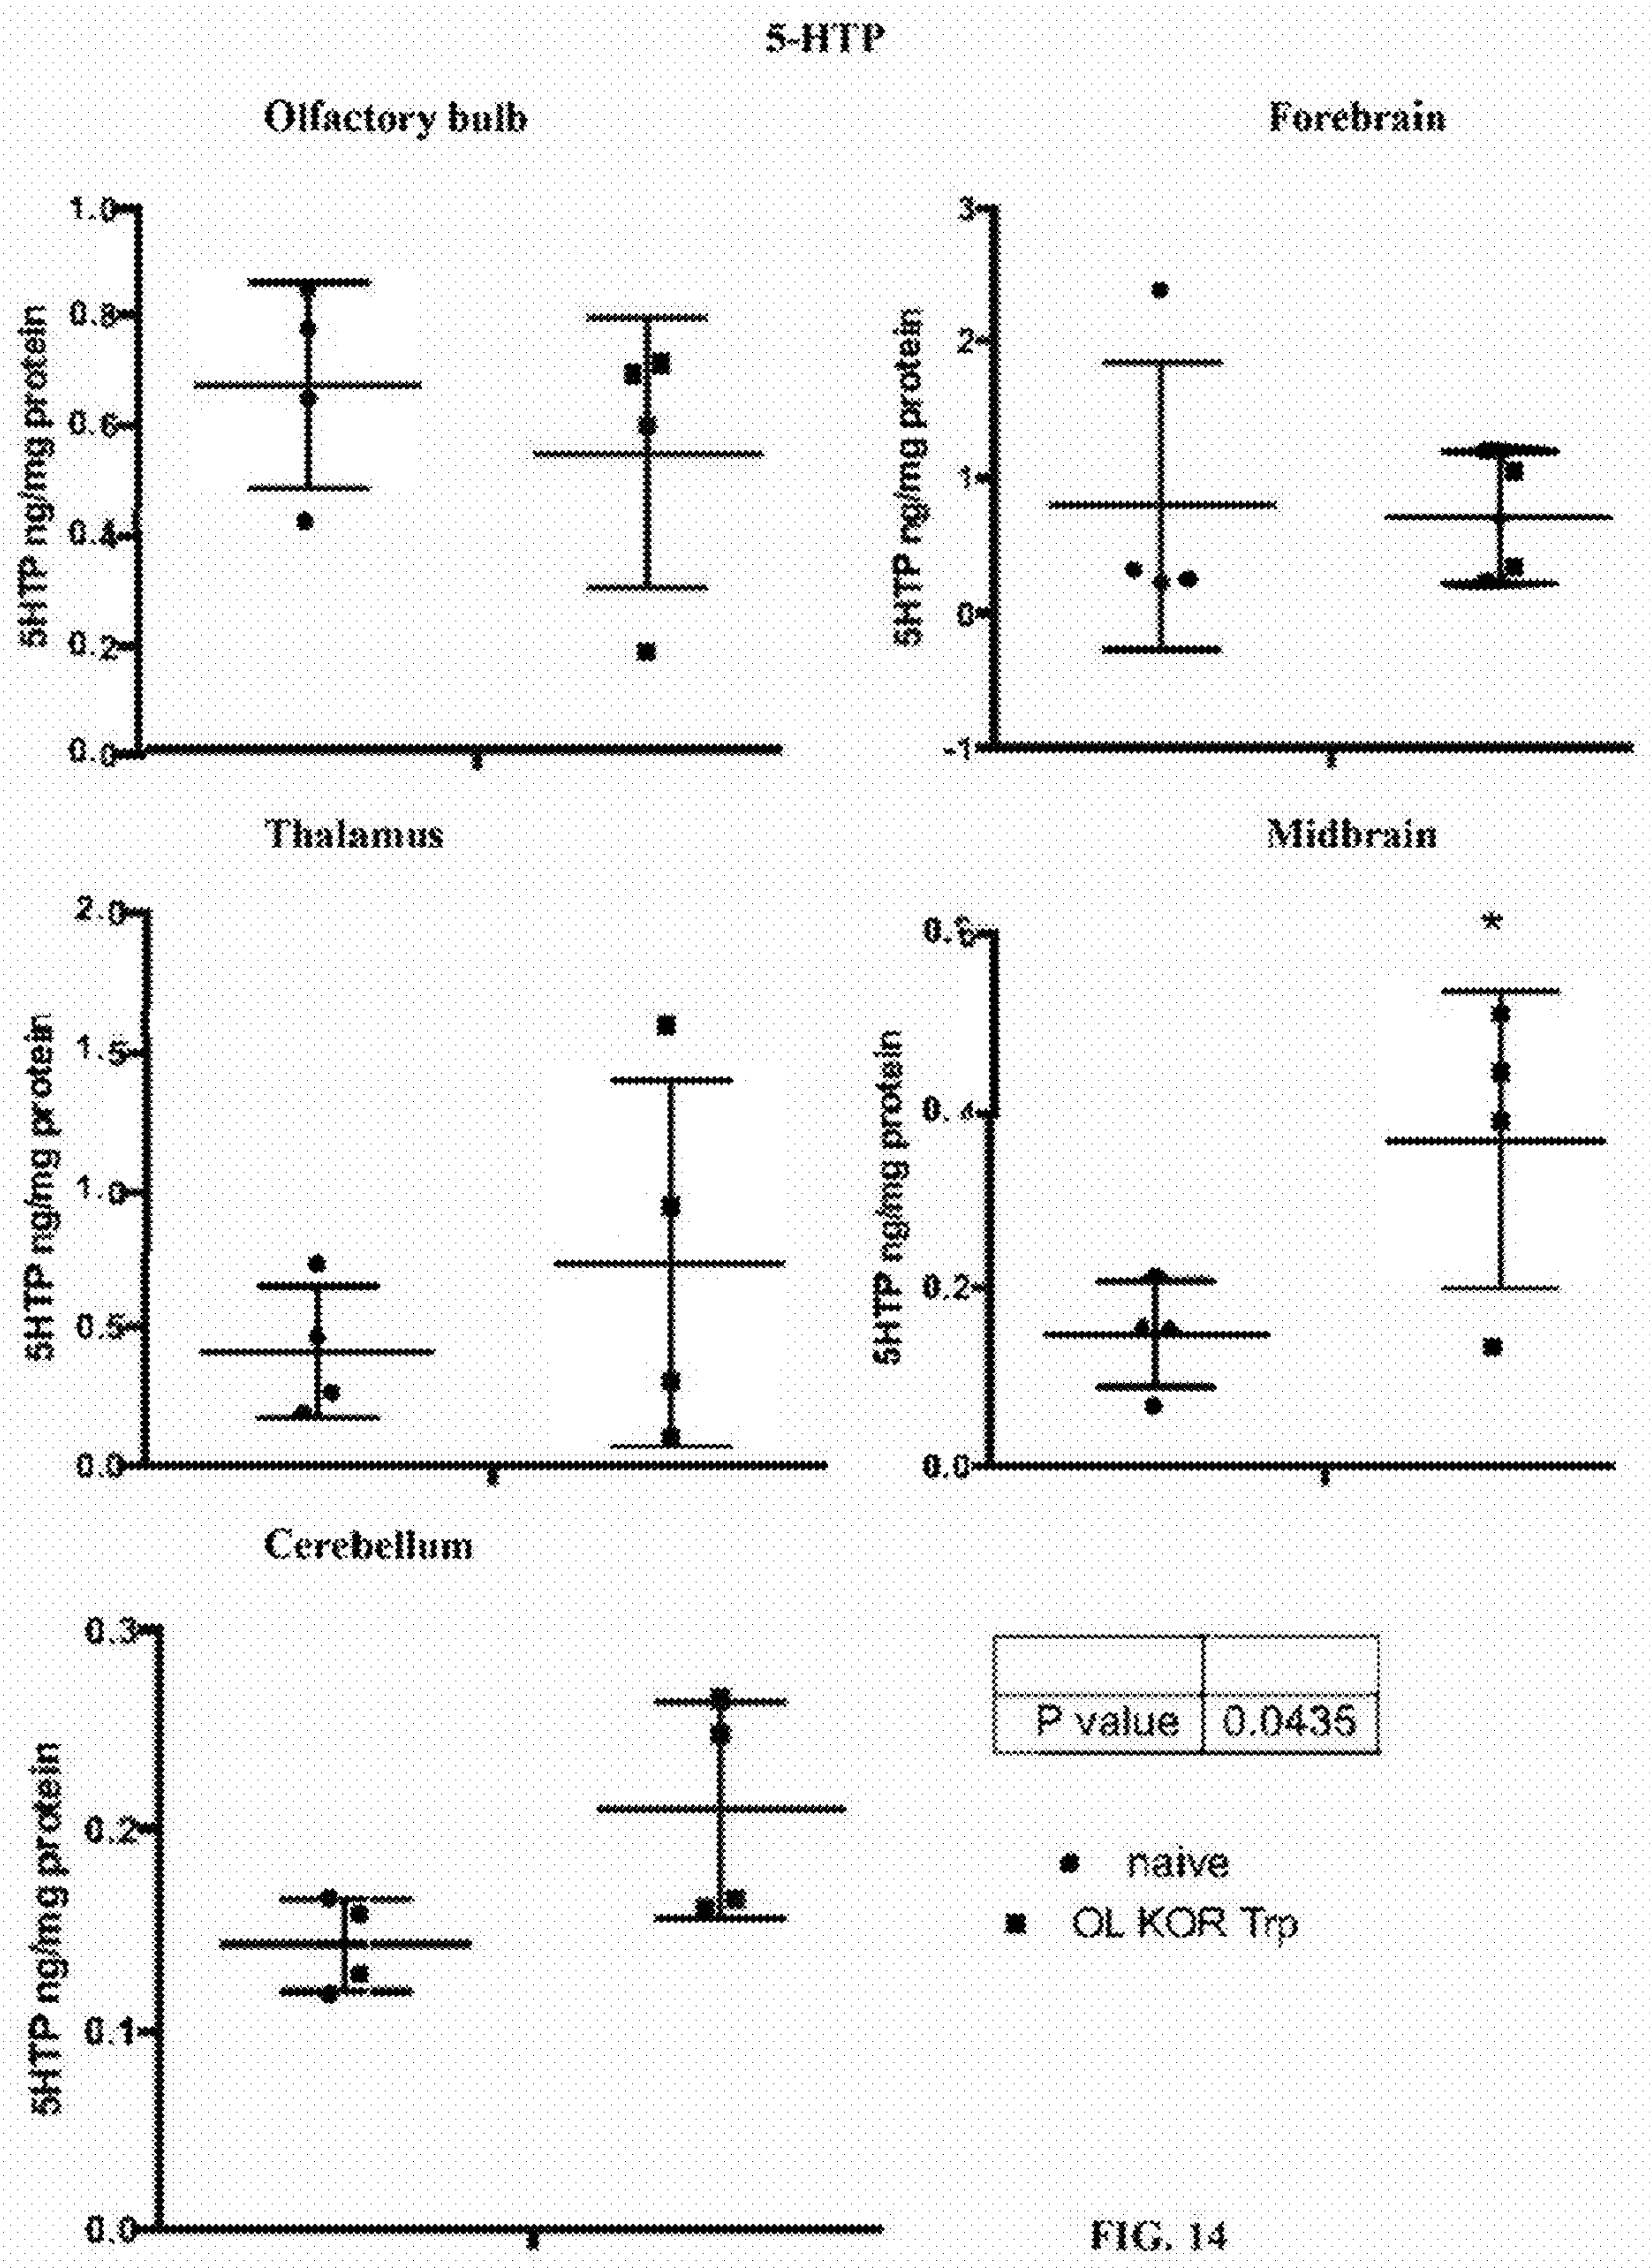 5-HTP
Olfactory bulb
5HTP ng/mg protein
1.0
0.8
0.6
0.4
0.2
0.0
Forebrain
5HTP ng/mg protein
3
2
1
0
-1
Thalamus
5HTP ng/mg protein
2.0
1.5
1.0
0.5
0.0
Midbrain
5HTP ng/mg protein
0.6
0.4
0.2
0.0
*
Cerebellum
5HTP ng/mg protein
0.3
0.2
0.1
0.0
P value 0.0435
naive
OL KOR Trp
FIG. 14